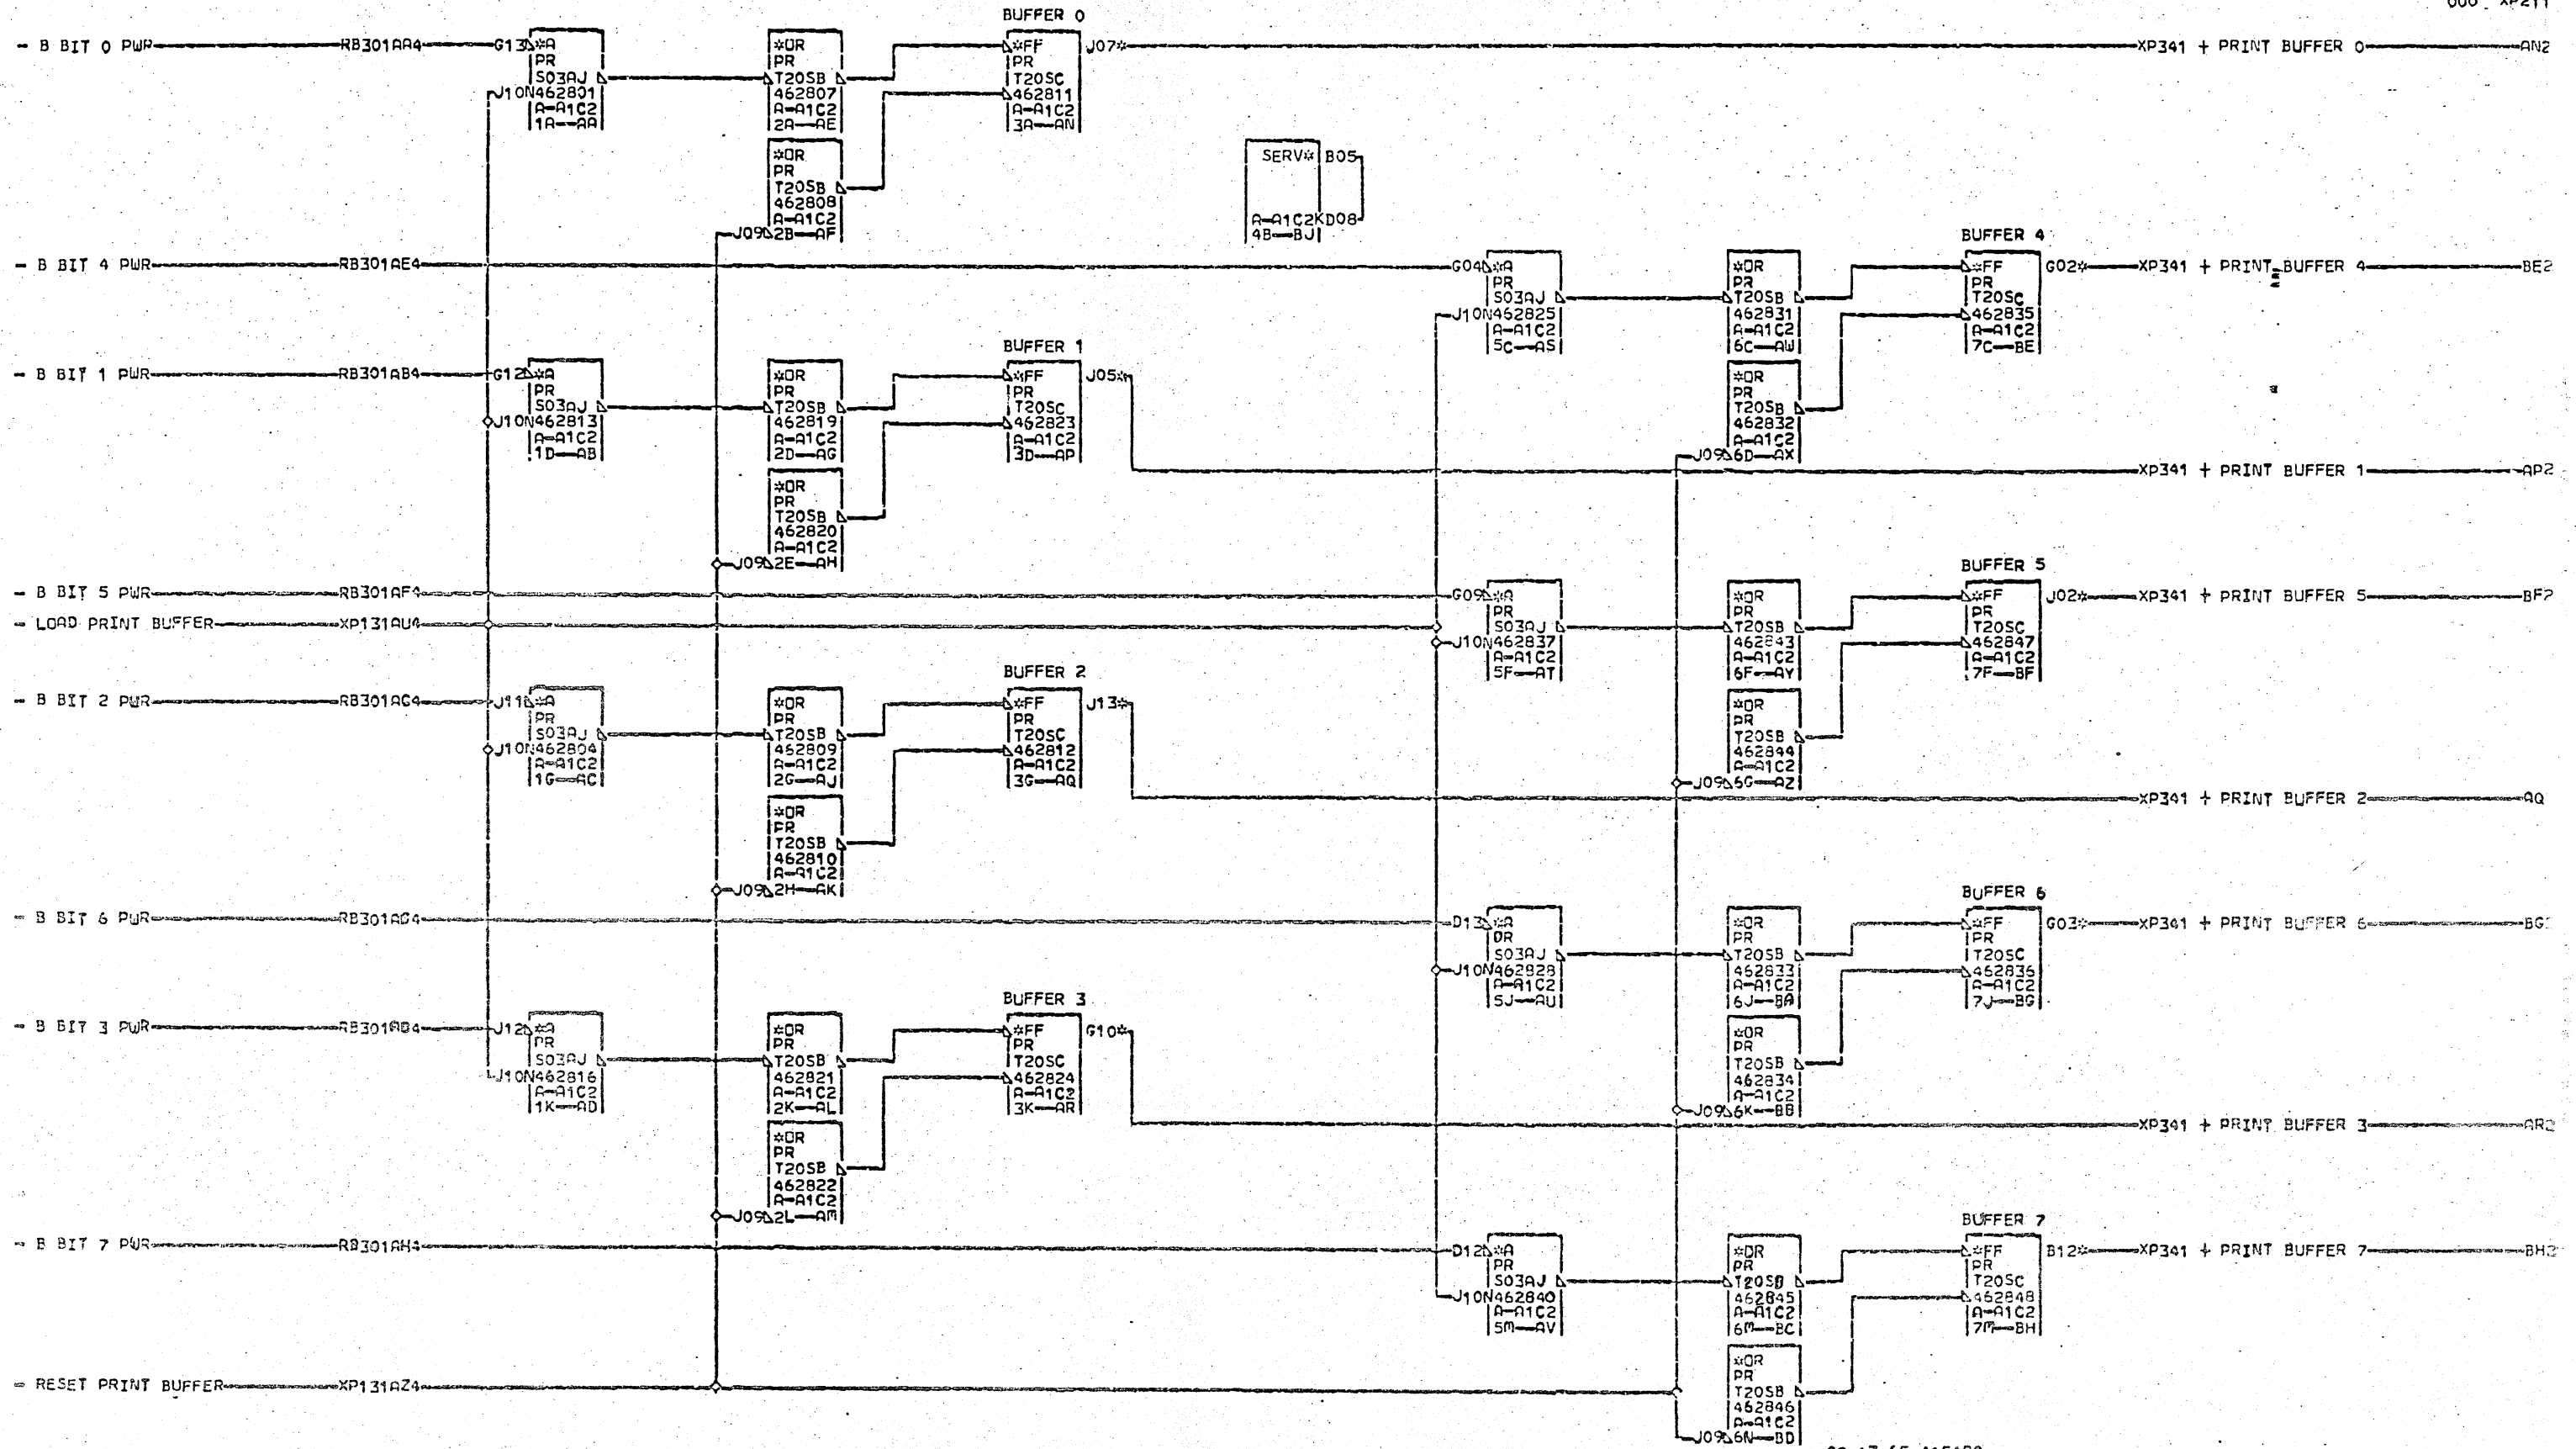 000 XP211
BUFFER 0
- B BIT 0 PWR RB301AA4 G13 *A *OR *FF J07* XP341 + PRINT BUFFER 0 AN2
PR PR PR
S03AJ T20SB T20SC
J10N462801 462807 462811
A-A1C2 A-A1C2 A-A1C2
1A AA 2A AE 3A AN
*OR SERV* B05
PR
T20SB
462808
A-A1C2 A-A1C2KD08
J09 2B AF 4B BJ
BUFFER 4
- B BIT 4 PWR RB301AE4 G04 *A *OR *FF G02* XP341 + PRINT BUFFER 4 BE2
PR PR PR
S03AJ T20SB T20SC
J10N462825 462831 462835
A-A1C2 A-A1C2 A-A1C2
5C AS 6C AW 7C BE
BUFFER 1
- B BIT 1 PWR RB301AB4 G12 *A *OR *FF J05* *OR
PR PR PR PR
S03AJ T20SB T20SC T20SB
J10N462813 462819 462823 462832
A-A1C2 A-A1C2 A-A1C2 A-A1C2
1D AB 2D AG 3D AP J09 6D AX
XP341 + PRINT BUFFER 1 AP2
*OR
PR
T20SB
462820
A-A1C2
J09 2E AH
BUFFER 5
- B BIT 5 PWR RB301AF4 G09 *A *OR *FF J02* XP341 + PRINT BUFFER 5 BF2
PR PR PR
- LOAD PRINT BUFFER XP131AU4 S03AJ T20SB T20SC
J10N462837 462843 462847
A-A1C2 A-A1C2 A-A1C2
5F AT 6F AY 7F BF
BUFFER 2
- B BIT 2 PWR RB301AC4 J11 *A *OR *FF J13* *OR
PR PR PR PR
S03AJ T20SB T20SC T20SB
J10N462804 462809 462812 462844
A-A1C2 A-A1C2 A-A1C2 A-A1C2
1G AC 2G AJ 3G AQ J09 6G AZ
XP341 + PRINT BUFFER 2 AQ
*OR
PR
T20SB
462810
A-A1C2
J09 2H AK
BUFFER 6
- B BIT 6 PWR RB301AG4 D13 *A *OR *FF G03* XP341 + PRINT BUFFER 6 BG
PR PR PR
S03AJ T20SB T20SC
J10N462828 462833 462836
A-A1C2 A-A1C2 A-A1C2
5J AU 6J BA 7J BG
BUFFER 3
- B BIT 3 PWR RB301AD4 J12 *A *OR *FF G10* *OR
PR PR PR PR
S03AJ T20SB T20SC T20SB
J10N462816 462821 462824 462834
A-A1C2 A-A1C2 A-A1C2 A-A1C2
1K AD 2K AL 3K AR J09 6K BB
XP341 + PRINT BUFFER 3 AR2
*OR
PR
T20SB
462822
A-A1C2
J09 2L AM
BUFFER 7
- B BIT 7 PWR RB301AH4 D12 *A *OR *FF B12* XP341 + PRINT BUFFER 7 BH2
PR PR PR
S03AJ T20SB T20SC
J10N462840 462845 462848
A-A1C2 A-A1C2 A-A1C2
5M AV 6M BC 7M BH
*OR
PR
- RESET PRINT BUFFER XP131AZ4 T20SB
462846
A-A1C2
J09 6N BD